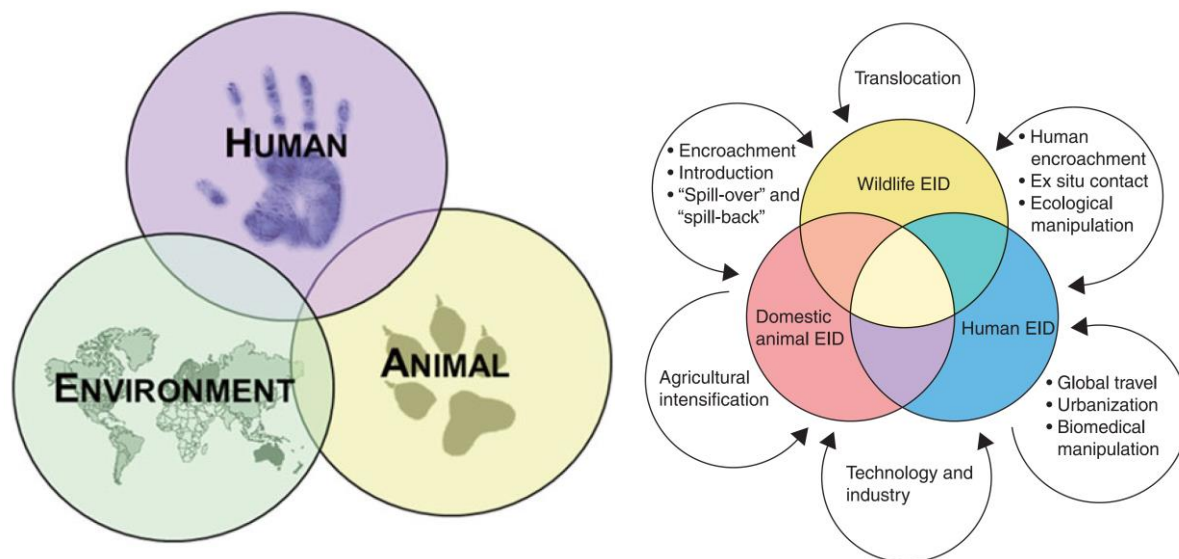 HUMAN
ENVIRONMENT
ANIMAL
Translocation
• Encroachment
• Introduction
• “Spill-over” and
“spill-back”
Wildlife EID
• Human
encroachment
• Ex situ contact
• Ecological
manipulation
Domestic
animal EID
Human EID
Agricultural
intensification
• Global travel
• Urbanization
• Biomedical
manipulation
Technology and
industry